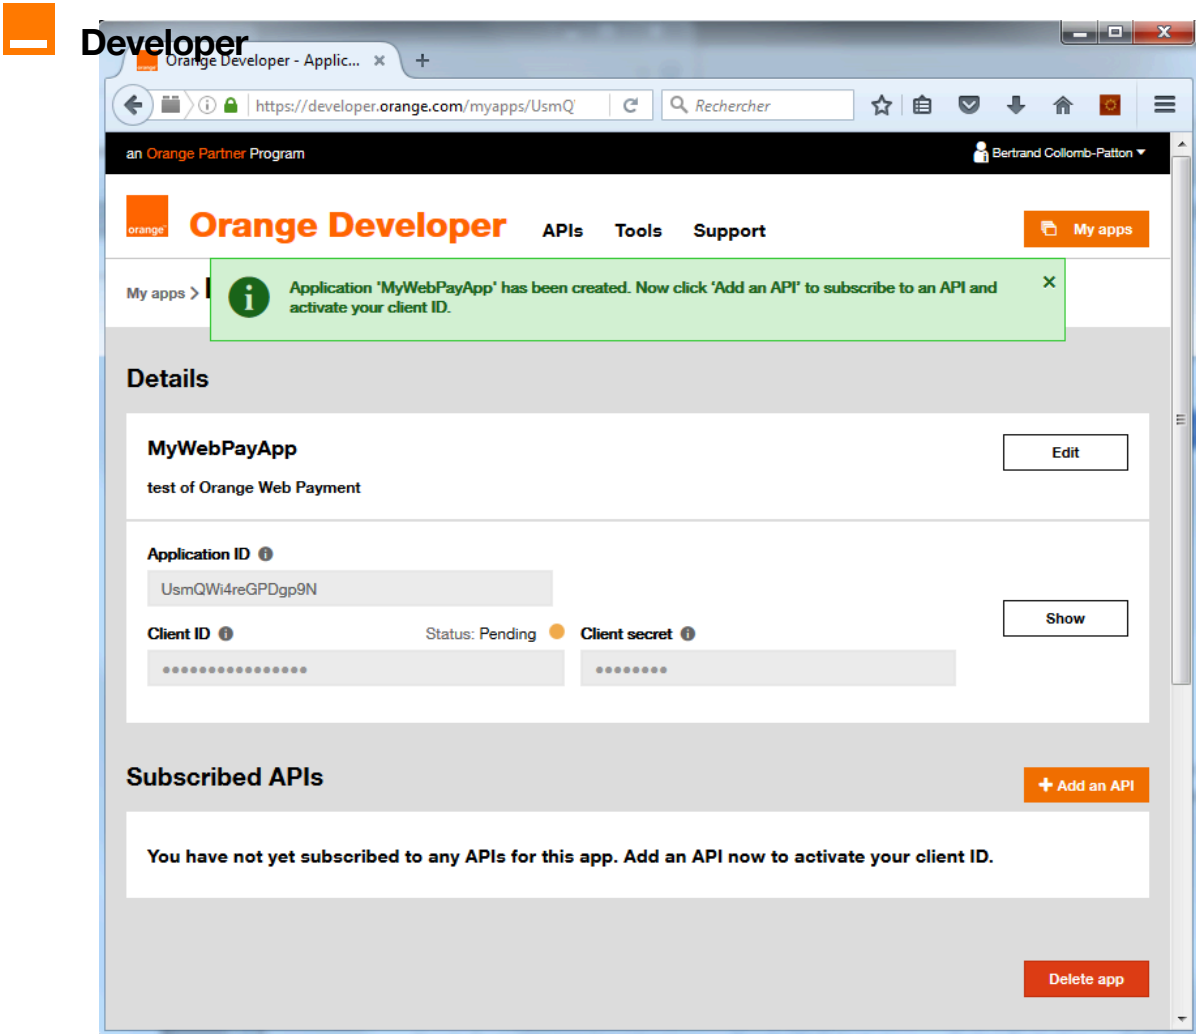 Developer
Orange Developer - Applic...
https://developer.orange.com/myapps/UsmQ
Rechercher
an Orange Partner Program
Bertrand Collomb-Patton
orange
Orange Developer
APIs
Tools
Support
My apps
My apps >
Application 'MyWebPayApp' has been created. Now click 'Add an API' to subscribe to an API and
activate your client ID.
Details
MyWebPayApp
Edit
test of Orange Web Payment
Application ID
UsmQWi4reGPDgp9N
Show
Client ID
Status: Pending
Client secret
Subscribed APIs
+ Add an API
You have not yet subscribed to any APIs for this app. Add an API now to activate your client ID.
Delete app